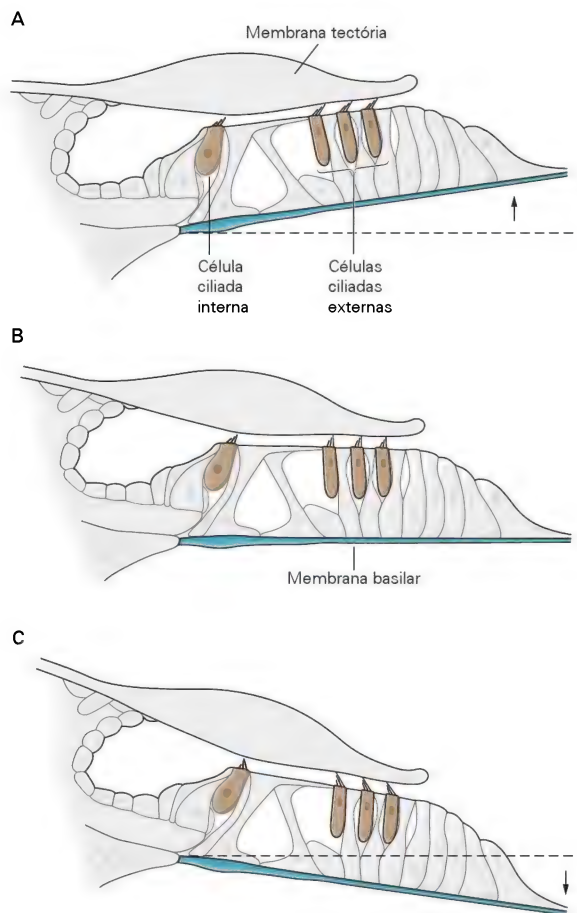 A
Membrana tectória
Célula
ciliada
interna
Células
ciliadas
externas
B
Membrana basilar
C